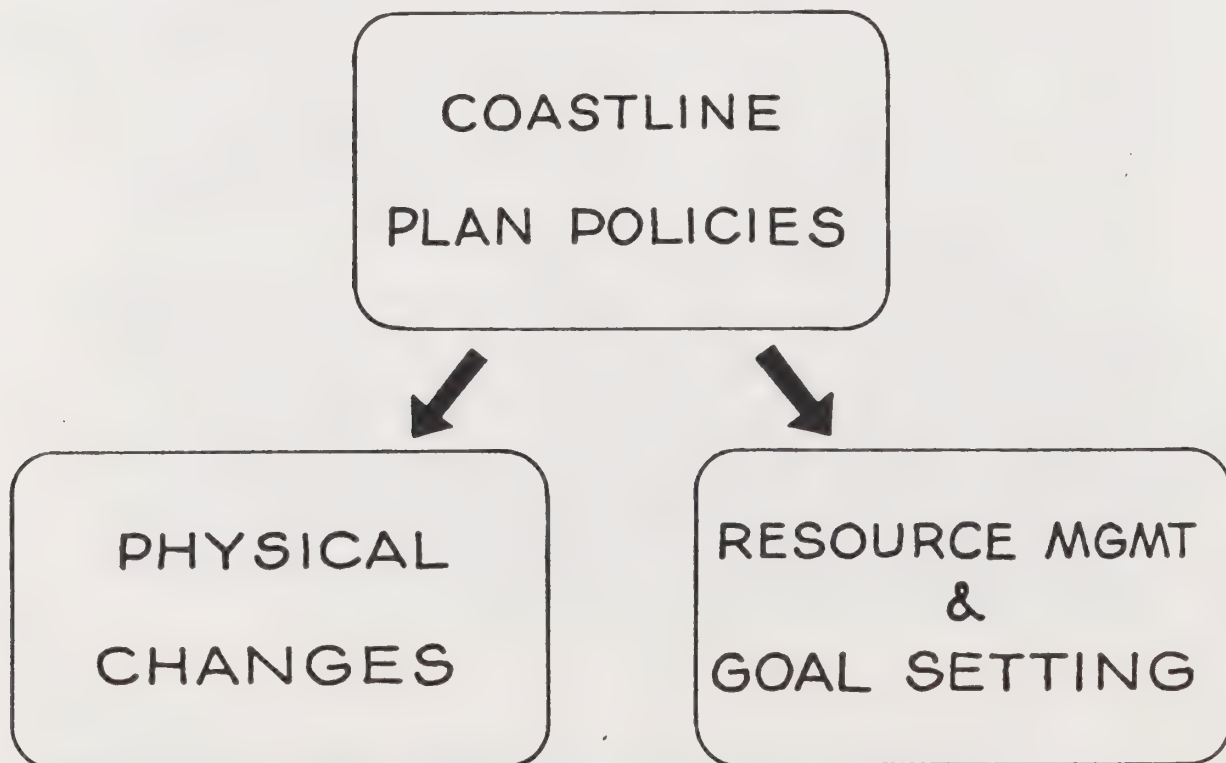 COASTLINE
PLAN POLICIES
PHYSICAL
CHANGES
RESOURCE MGMT
&
GOAL SETTING